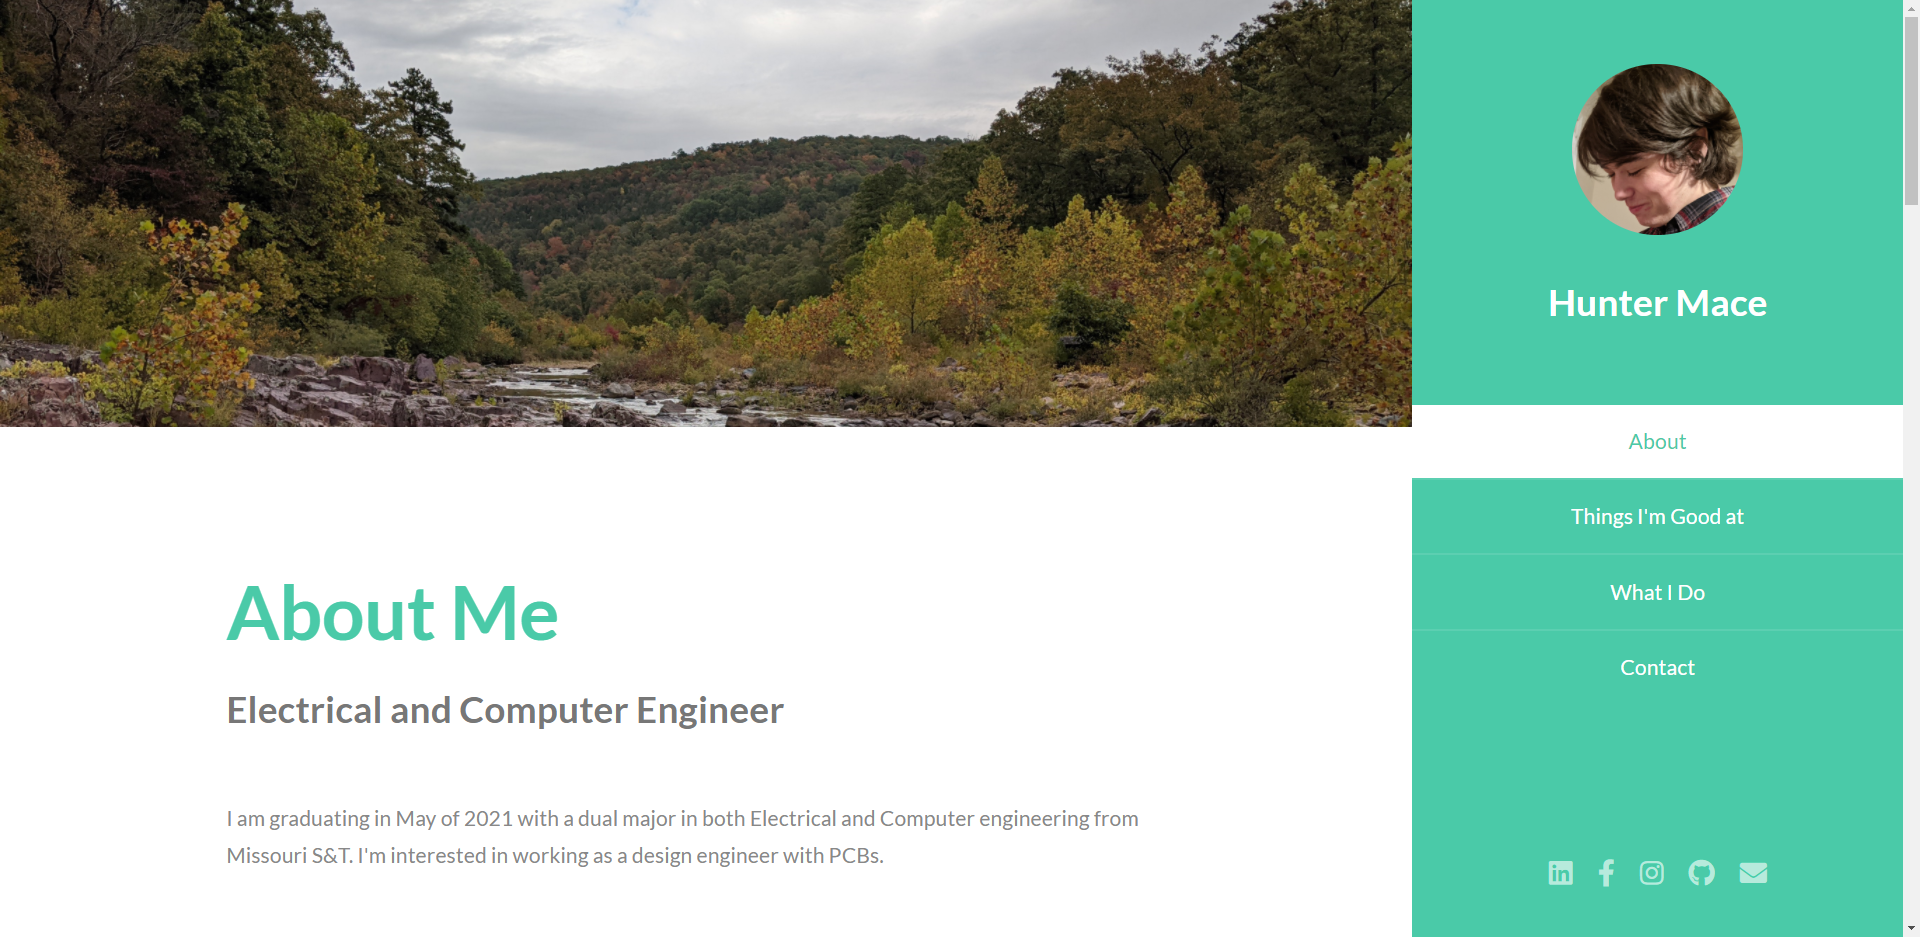 Hunter Mace
About
Things I'm Good at
What I Do
Contact
About Me
Electrical and Computer Engineer
I am graduating in May of 2021 with a dual major in both Electrical and Computer engineering from
Missouri S&T. I'm interested in working as a design engineer with PCBs.